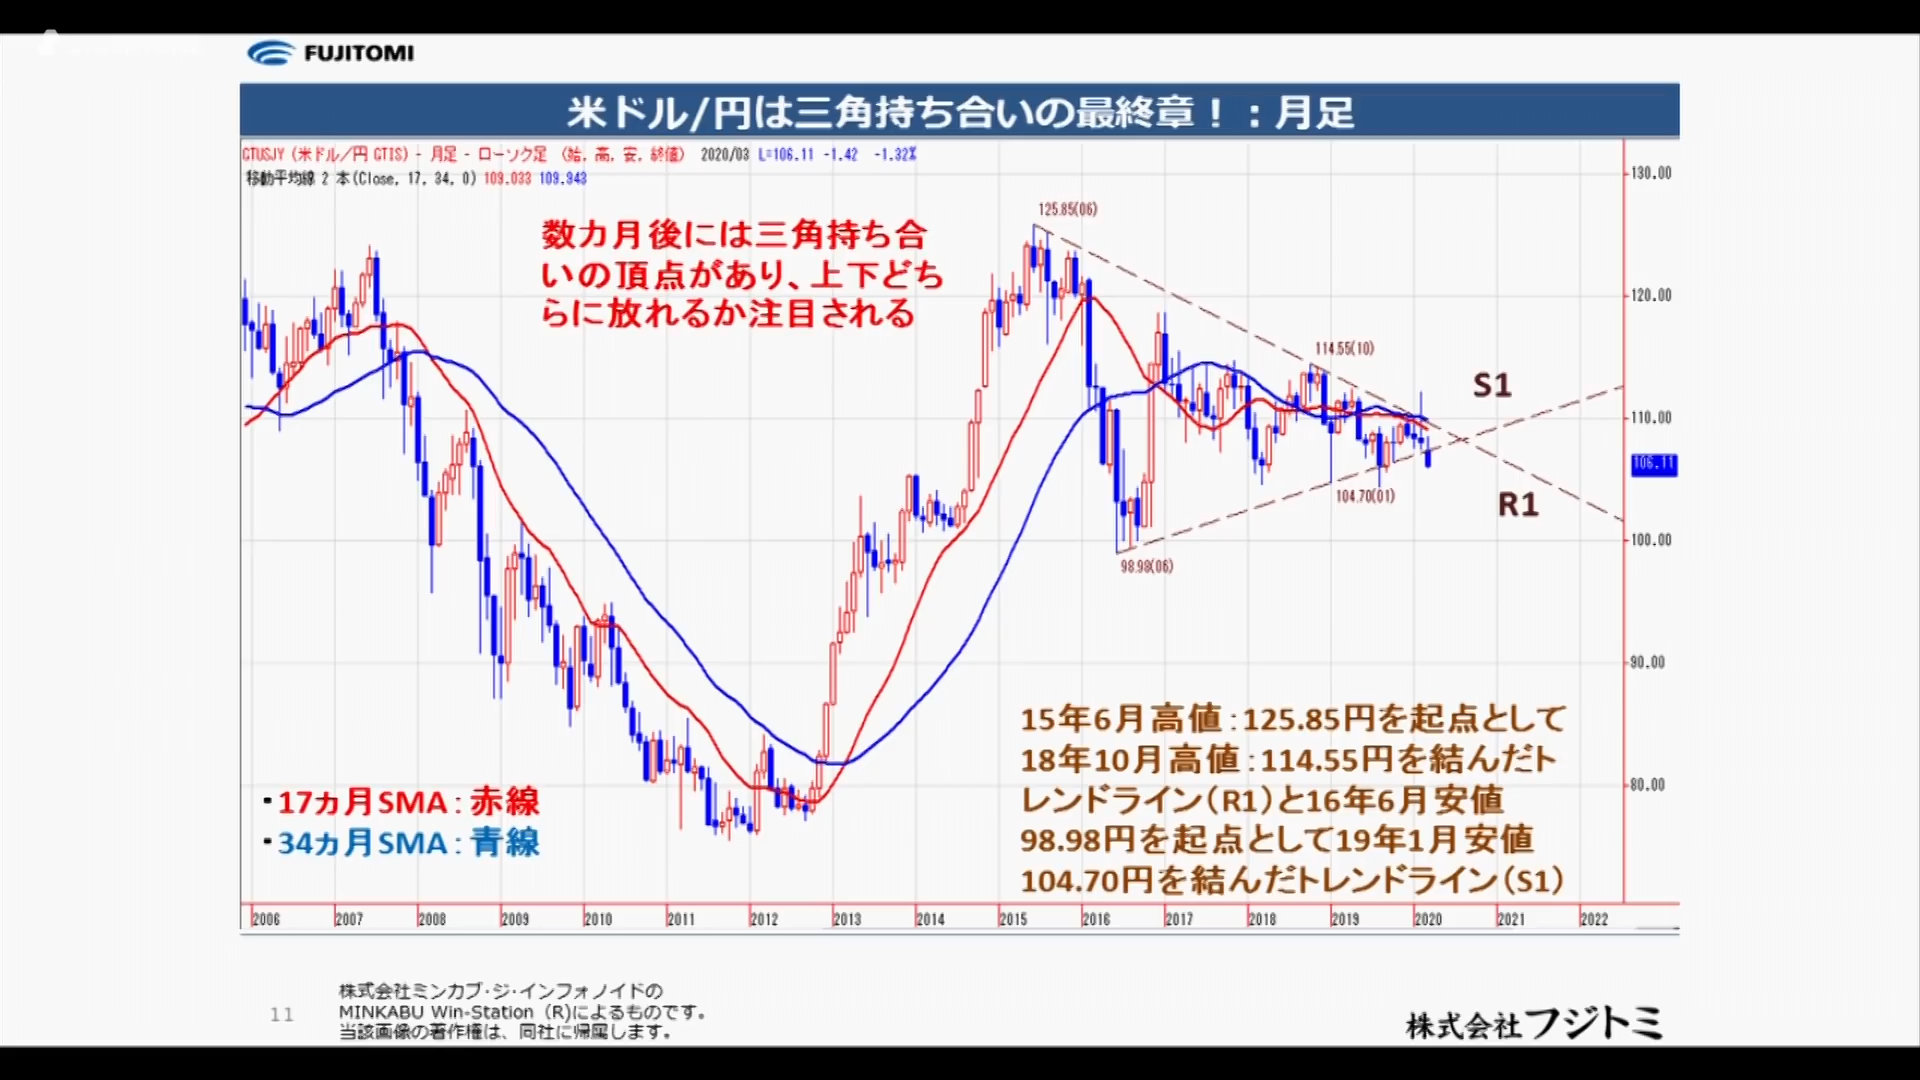 FUJITOMI
米ドル/円は三角持ち合いの最終章！：月足
GTUSJY (米ドル/円 GTIS) - 月足 - ローソク足 (始, 高, 安, 終値) 2020/03 L=106.11 -1.42 -1.32%
移動平均線 2 本(Close, 17, 34, 0) 109.033 109.943
数カ月後には三角持ち合
いの頂点があり、上下どち
らに放れるか注目される
130.00
125.85(06)
120.00
114.55(10)
S1
110.00
106.11
104.70(01)
R1
100.00
98.98(06)
90.00
80.00
15年6月高値：125.85円を起点として
18年10月高値：114.55円を結んだト
レンドライン（R1）と16年6月安値
98.98円を起点として19年1月安値
104.70円を結んだトレンドライン（S1）
・17ヵ月SMA：赤線
・34ヵ月SMA：青線
2006 2007 2008 2009 2010 2011 2012 2013 2014 2015 2016 2017 2018 2019 2020 2021 2022
11
株式会社ミンカブ・ジ・インフォノイドの
MINKABU Win-Station (R)によるものです。
当該画像の著作権は、同社に帰属します。
株式会社フジトミ